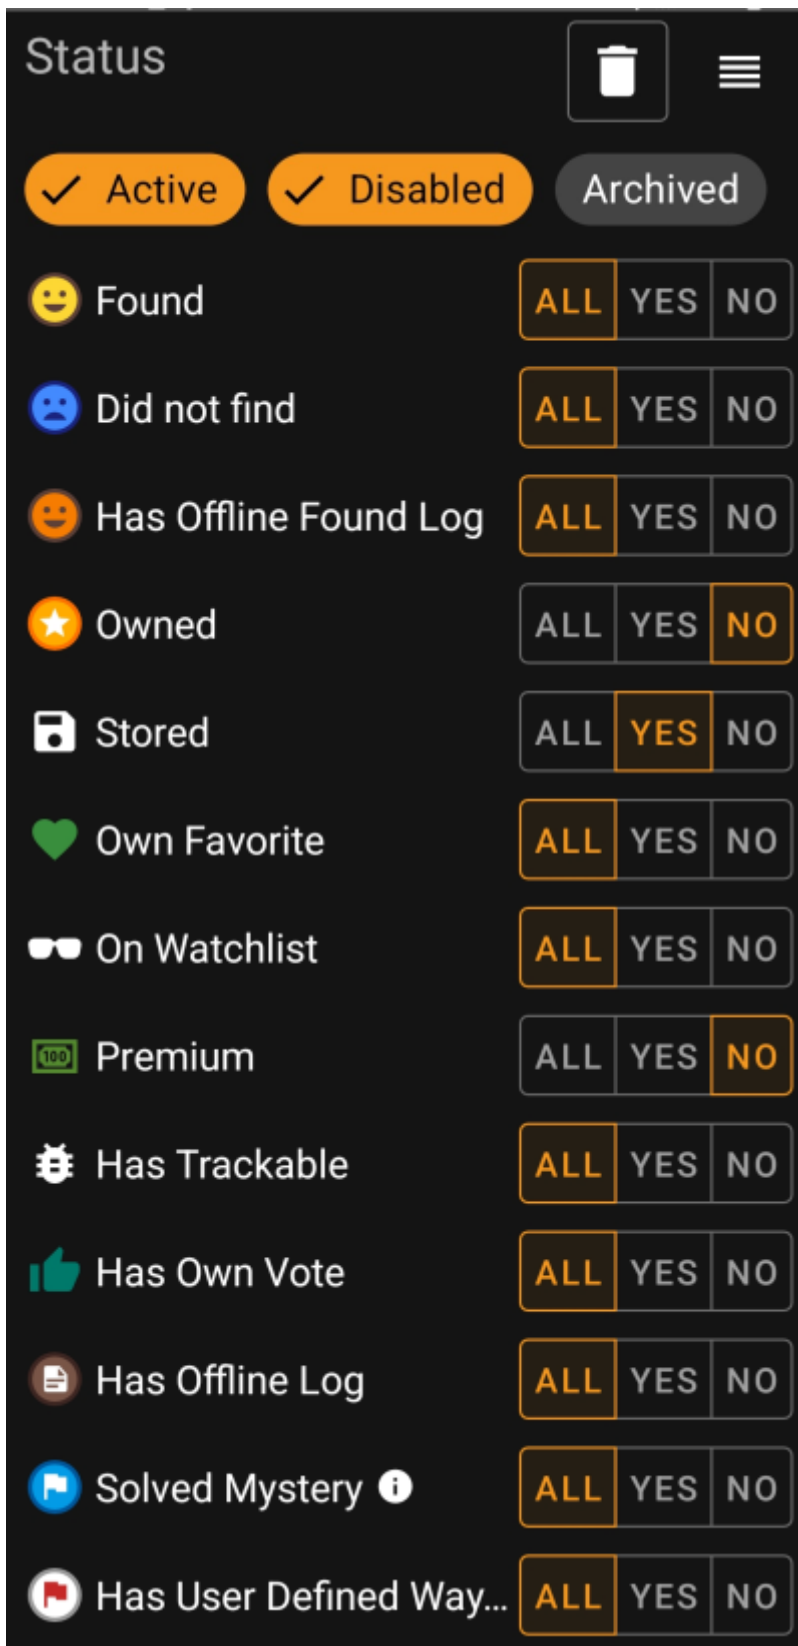 Status
Active Disabled Archived
Found ALL YES NO
Did not find ALL YES NO
Has Offline Found Log ALL YES NO
Owned ALL YES NO
Stored ALL YES NO
Own Favorite ALL YES NO
On Watchlist ALL YES NO
100 Premium ALL YES NO
Has Trackable ALL YES NO
Has Own Vote ALL YES NO
Has Offline Log ALL YES NO
Solved Mystery i ALL YES NO
Has User Defined Way... ALL YES NO